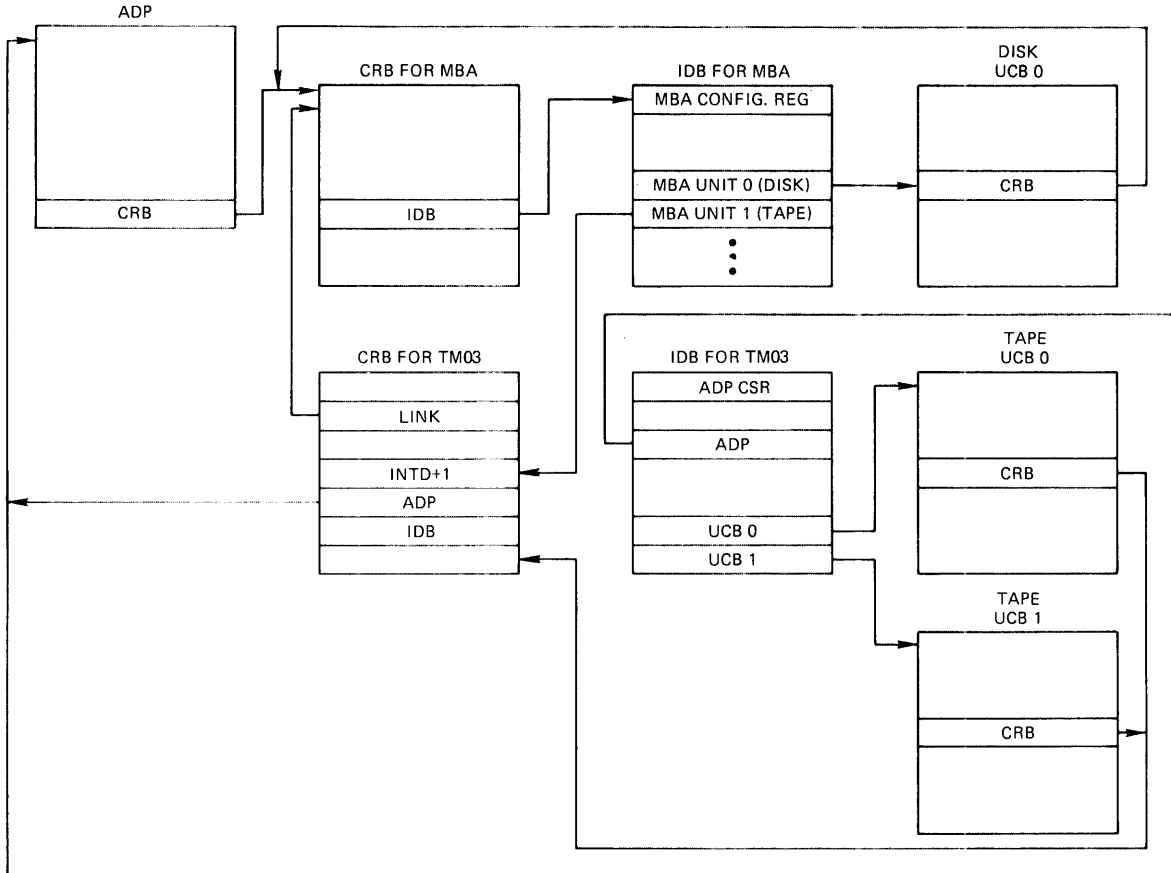 ADP
CRB
CRB FOR MBA
IDB
IDB FOR MBA
MBA CONFIG. REG
MBA UNIT 0 (DISK)
MBA UNIT 1 (TAPE)
DISK
UCB 0
CRB
CRB FOR TM03
LINK
INTD+1
ADP
IDB
IDB FOR TM03
ADP CSR
ADP
UCB 0
UCB 1
TAPE
UCB 0
CRB
TAPE
UCB 1
CRB